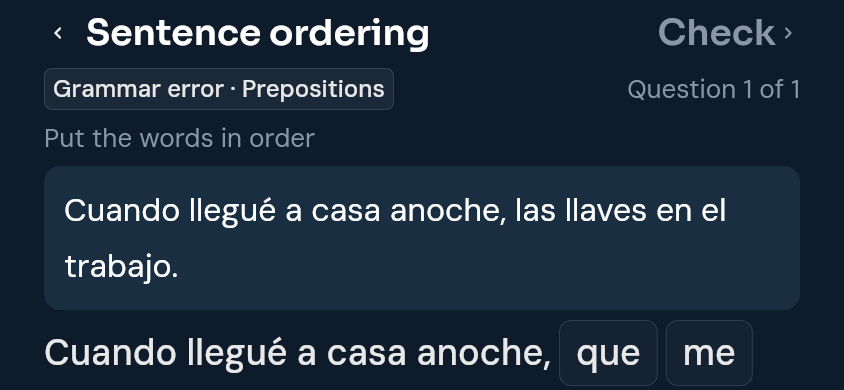 ‹ Sentence ordering Check ›
Grammar error · Prepositions Question 1 of 1
Put the words in order
Cuando llegué a casa anoche, las llaves en el
trabajo.
Cuando llegué a casa anoche, que me